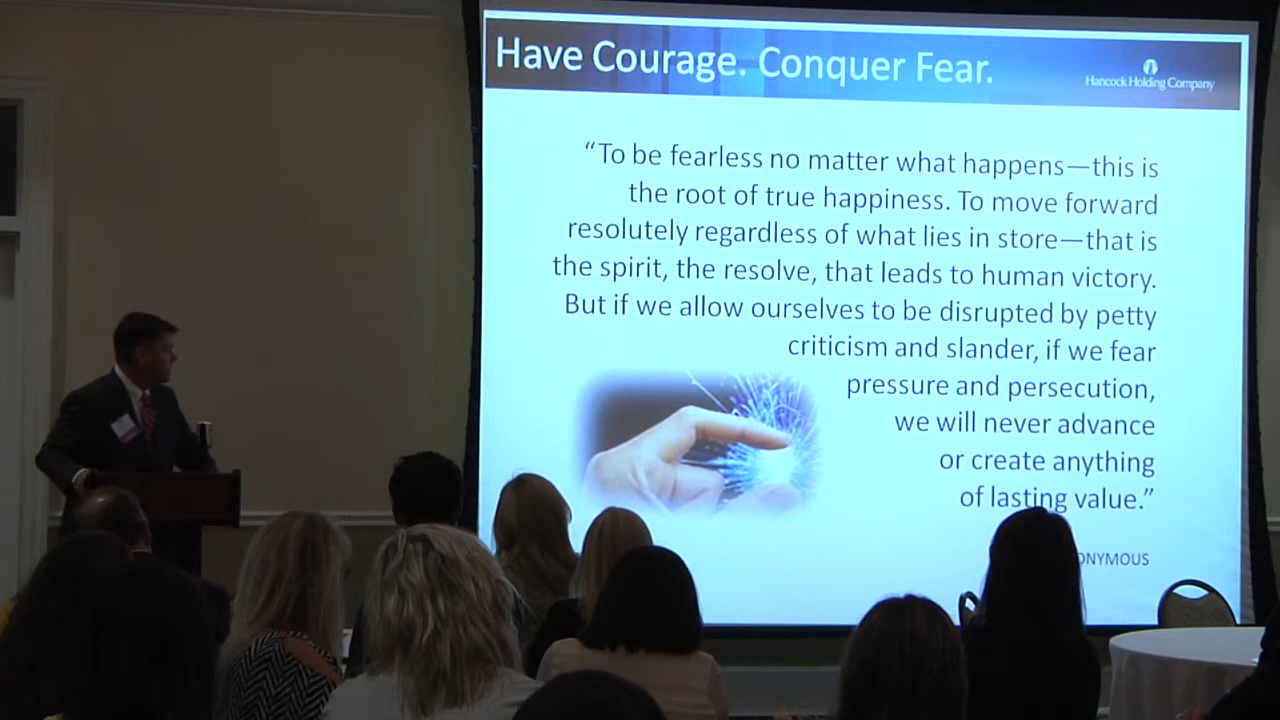 Have Courage. Conquer Fear.
Hancock Holding Company
“To be fearless no matter what happens—this is
the root of true happiness. To move forward
resolutely regardless of what lies in store—that is
the spirit, the resolve, that leads to human victory.
But if we allow ourselves to be disrupted by petty
criticism and slander, if we fear
pressure and persecution,
we will never advance
or create anything
of lasting value.”
ONYMOUS